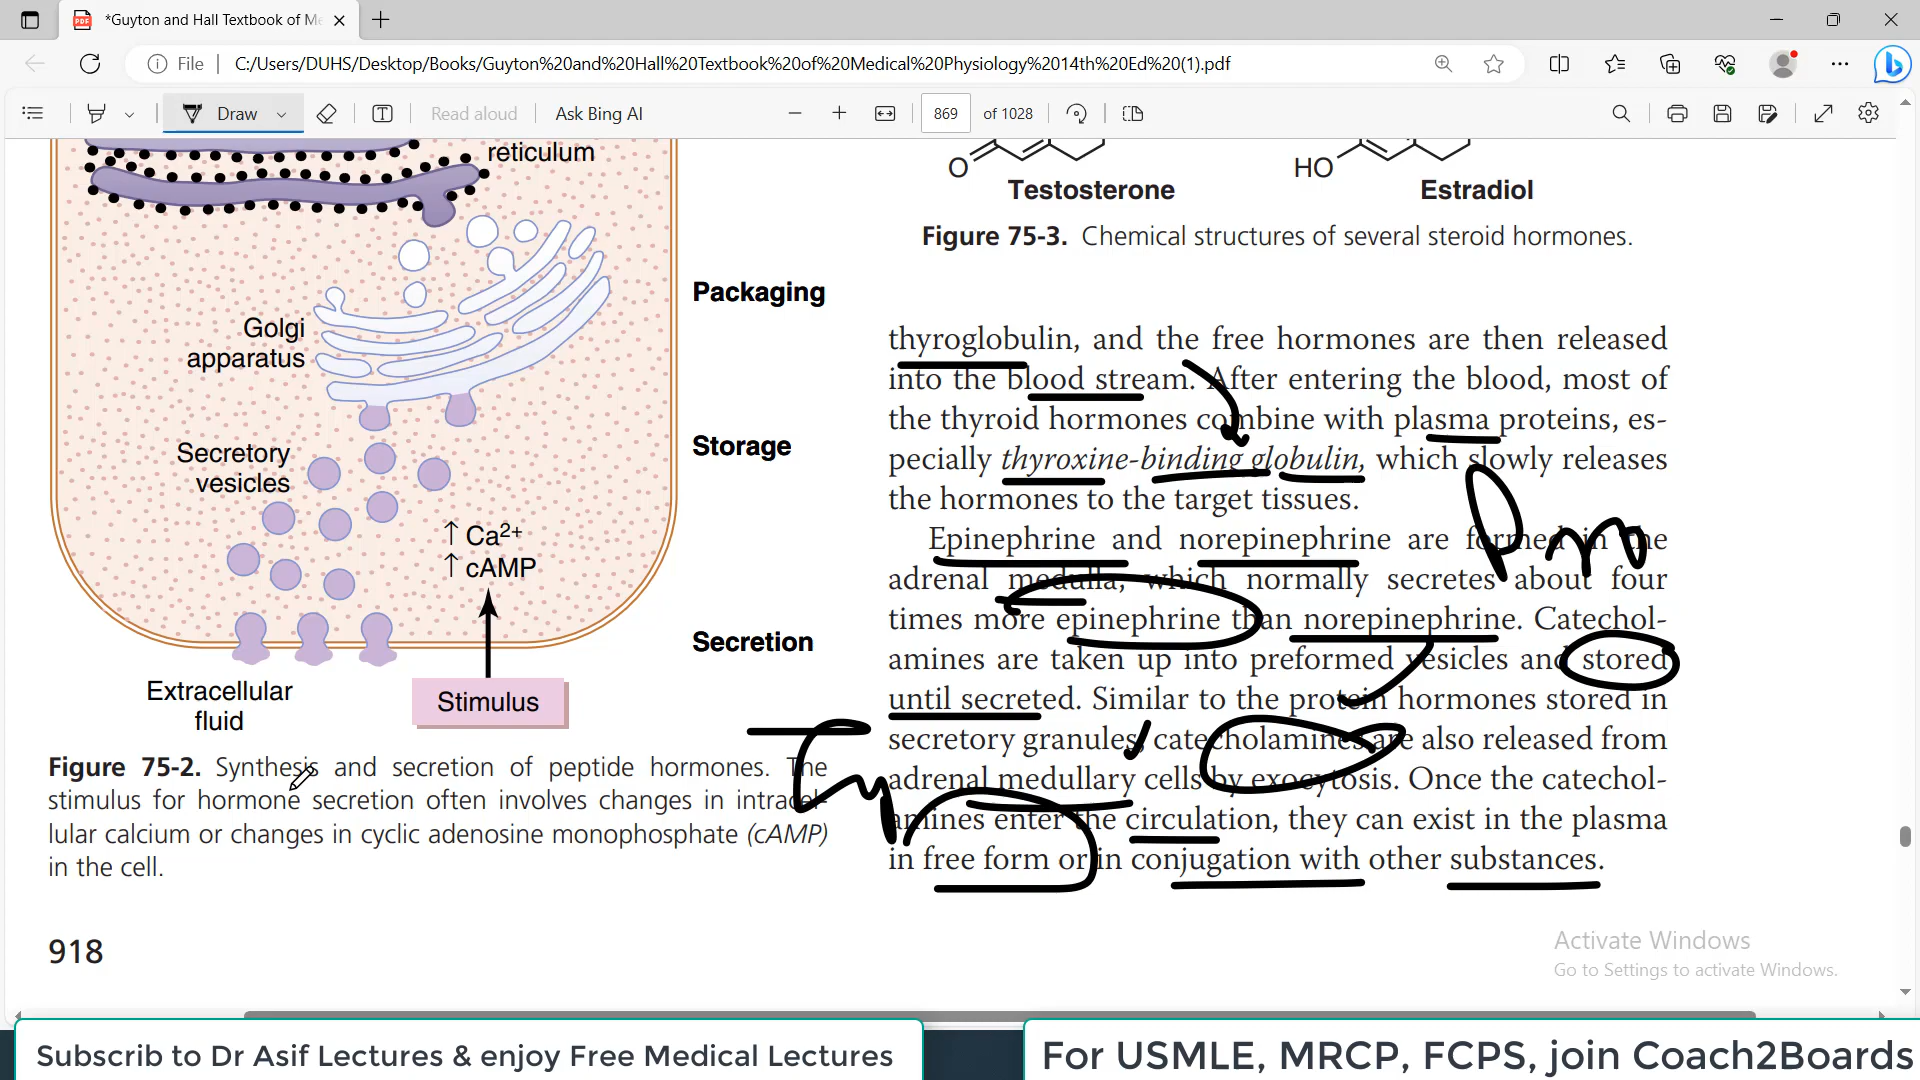 *Guyton and Hall Textbook of Me
File
C:/Users/DUHS/Desktop/Books/Guyton%20and%20Hall%20Textbook%20of%20Medical%20Physiology%2014th%20Ed%20(1).pdf
Draw
Read aloud
Ask Bing AI
869 of 1028
reticulum
Golgi
apparatus
Secretory
vesicles
↑ Ca2+
↑ cAMP
Extracellular
fluid
Stimulus
Packaging
Storage
Secretion
Figure 75-2. Synthesis and secretion of peptide hormones. The
stimulus for hormone secretion often involves changes in intracel-
lular calcium or changes in cyclic adenosine monophosphate (cAMP)
in the cell.
918
O
Testosterone
HO
Estradiol
Figure 75-3. Chemical structures of several steroid hormones.
thyroglobulin, and the free hormones are then released
into the blood stream. After entering the blood, most of
the thyroid hormones combine with plasma proteins, es-
pecially thyroxine-binding globulin, which slowly releases
the hormones to the target tissues.
Epinephrine and norepinephrine are formed in the
adrenal medulla, which normally secretes about four
times more epinephrine than norepinephrine. Catechol-
amines are taken up into preformed vesicles and stored
until secreted. Similar to the protein hormones stored in
secretory granules, catecholamines are also released from
adrenal medullary cells by exocytosis. Once the catechol-
amines enter the circulation, they can exist in the plasma
in free form or in conjugation with other substances.
Activate Windows
Go to Settings to activate Windows.
Subscrib to Dr Asif Lectures & enjoy Free Medical Lectures
For USMLE, MRCP, FCPS, join Coach2Boards